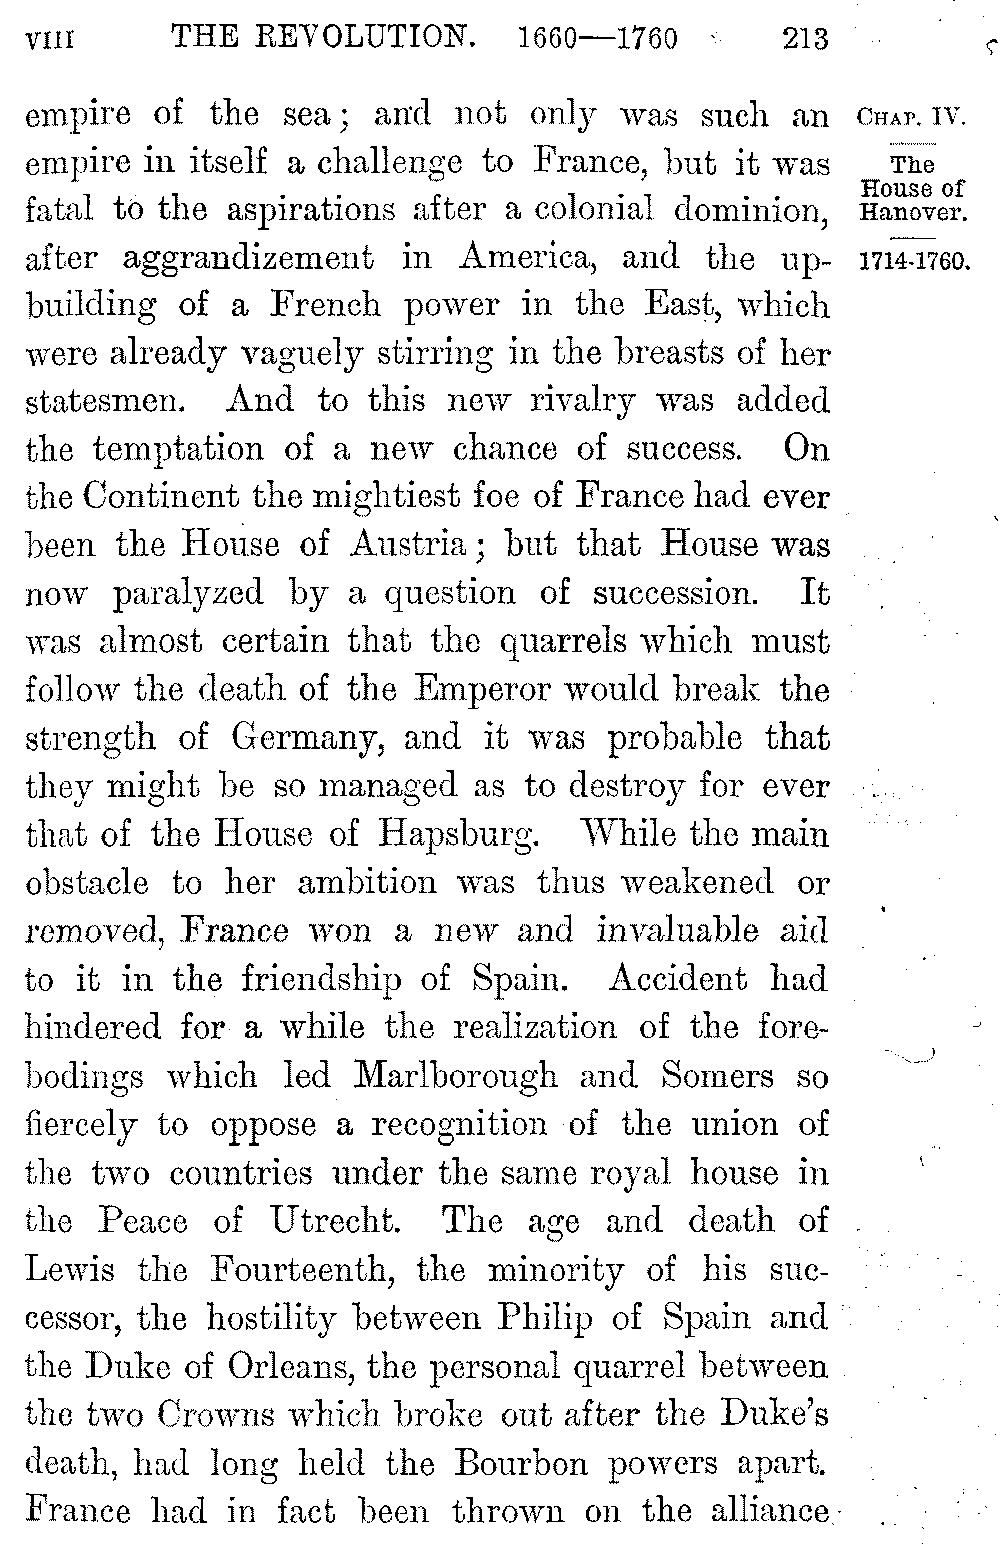 VIII THE REVOLUTION. 1660—1760 213
empire of the sea; and not only was such an
empire in itself a challenge to France, but it was
fatal to the aspirations after a colonial dominion,
after aggrandizement in America, and the up-
building of a French power in the East, which
were already vaguely stirring in the breasts of her
statesmen. And to this new rivalry was added
the temptation of a new chance of success. On
the Continent the mightiest foe of France had ever
been the House of Austria; but that House was
now paralyzed by a question of succession. It
was almost certain that the quarrels which must
follow the death of the Emperor would break the
strength of Germany, and it was probable that
they might be so managed as to destroy for ever
that of the House of Hapsburg. While the main
obstacle to her ambition was thus weakened or
removed, France won a new and invaluable aid
to it in the friendship of Spain. Accident had
hindered for a while the realization of the fore-
bodings which led Marlborough and Somers so
fiercely to oppose a recognition of the union of
the two countries under the same royal house in
the Peace of Utrecht. The age and death of
Lewis the Fourteenth, the minority of his suc-
cessor, the hostility between Philip of Spain and
the Duke of Orleans, the personal quarrel between
the two Crowns which broke out after the Duke's
death, had long held the Bourbon powers apart.
France had in fact been thrown on the alliance
CHAP. IV.
The
House of
Hanover.
1714-1760.